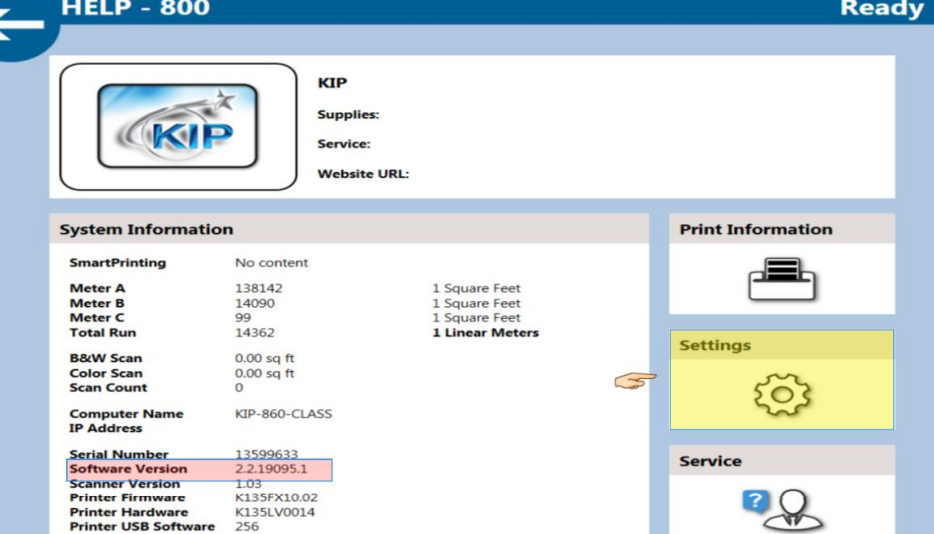 HELP - 800 Ready
KIP
KIP
Supplies:
Service:
Website URL:
System Information
SmartPrinting No content
Meter A 138142 1 Square Feet
Meter B 14090 1 Square Feet
Meter C 99 1 Square Feet
Total Run 14362 1 Linear Meters
B&W Scan 0.00 sq ft
Color Scan 0.00 sq ft
Scan Count 0
Computer Name KIP-860-CLASS
IP Address
Serial Number 13599633
Software Version 2.2.19095.1
Scanner Version 1.03
Printer Firmware K135FX10.02
Printer Hardware K135LV0014
Printer USB Software 256
Print Information
Settings
Service
?